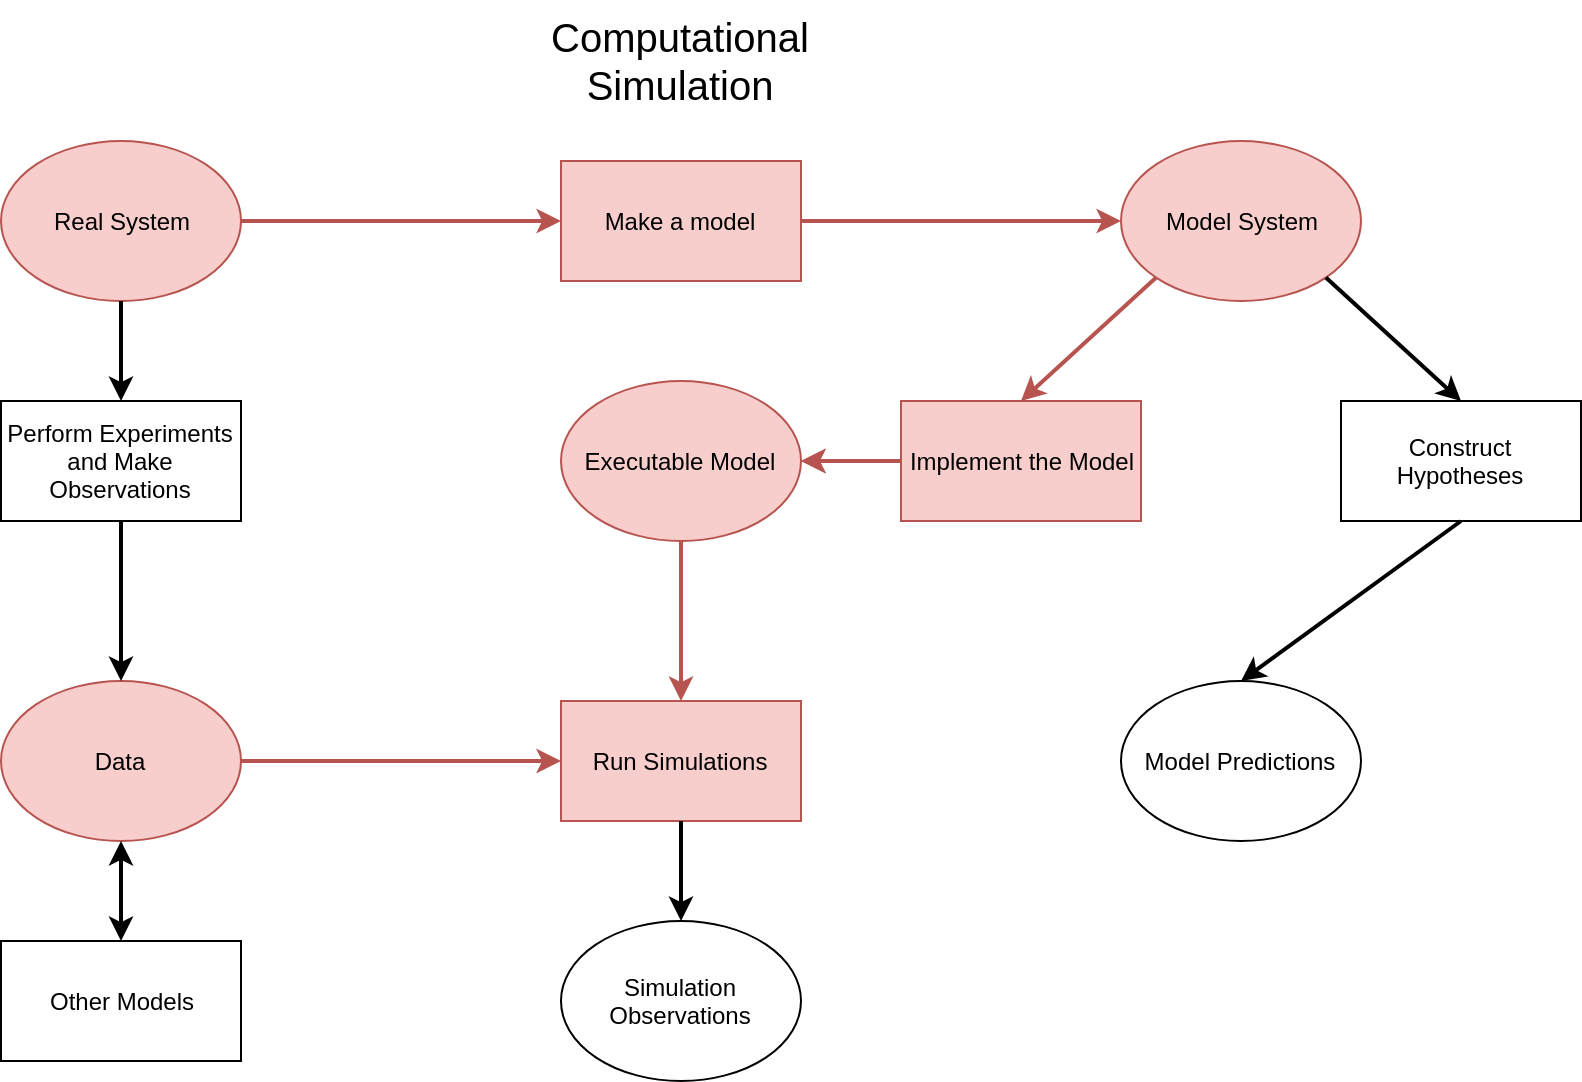 Computational
Simulation
Real System
Make a model
Model System
Perform Experiments
and Make
Observations
Executable Model
Implement the Model
Construct
Hypotheses
Data
Run Simulations
Model Predictions
Other Models
Simulation
Observations